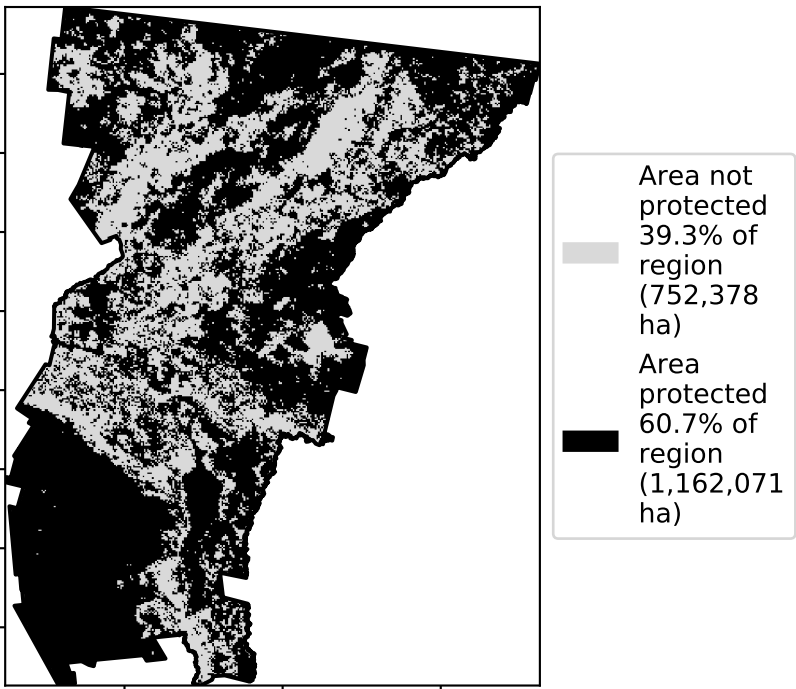 Area not
protected
39.3% of
region
(752,378
ha)
Area
protected
60.7% of
region
(1,162,071
ha)